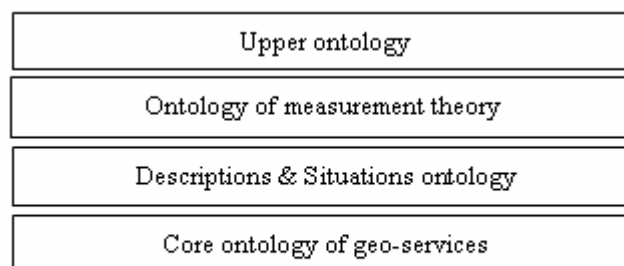 Upper ontology
Ontology of measurement theory
Descriptions & Situations ontology
Core ontology of geo-services